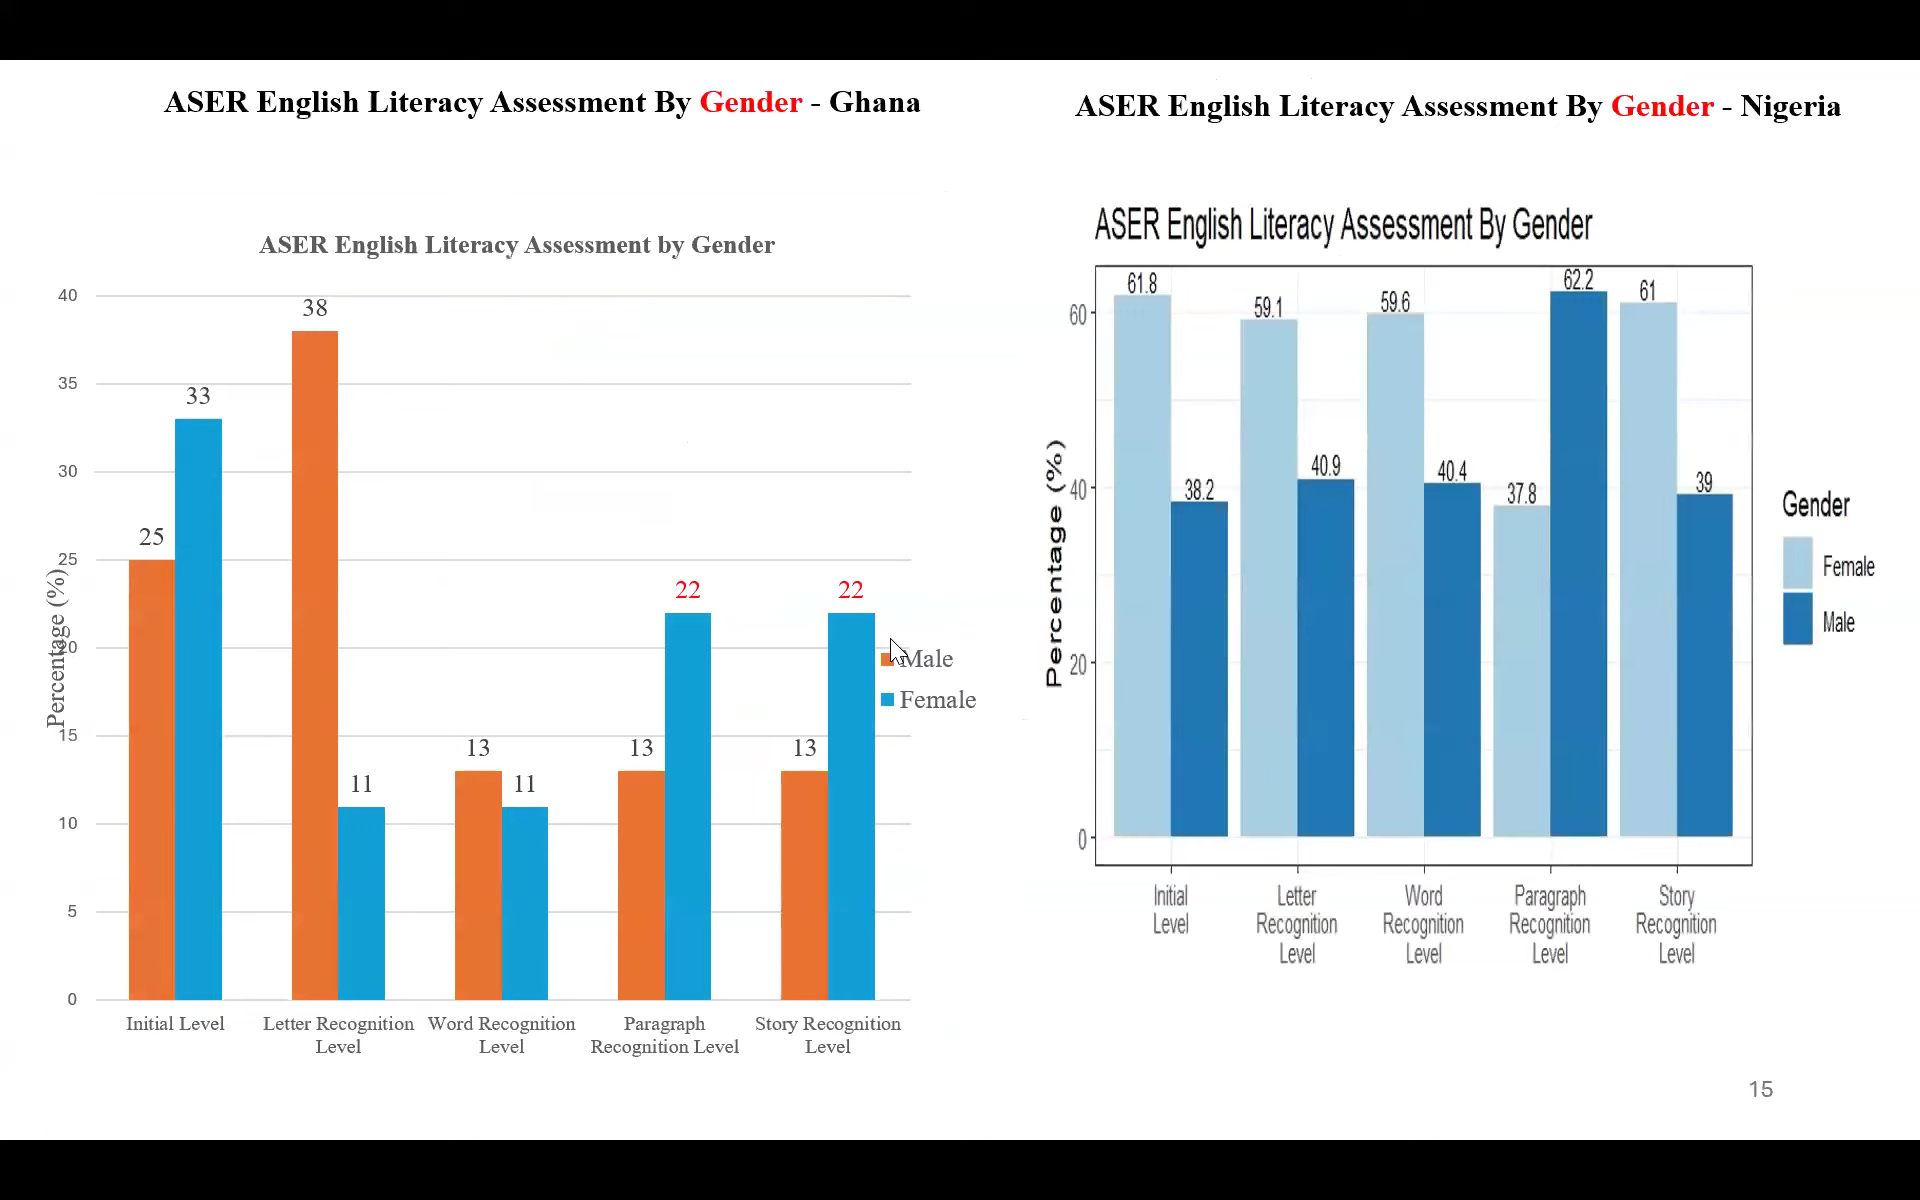 ASER English Literacy Assessment By Gender - Ghana
ASER English Literacy Assessment by Gender
Percentage (%)
40
35
30
25
20
15
10
5
0
25
33
38
11
13
11
13
22
13
22
Male
Female
Initial Level
Letter Recognition
Level
Word Recognition
Level
Paragraph
Recognition Level
Story Recognition
Level
ASER English Literacy Assessment By Gender - Nigeria
ASER English Literacy Assessment By Gender
Percentage (%)
60
40
20
0
61.8
38.2
59.1
40.9
59.6
40.4
37.8
62.2
61
39
Gender
Female
Male
Initial
Level
Letter
Recognition
Level
Word
Recognition
Level
Paragraph
Recognition
Level
Story
Recognition
Level
15